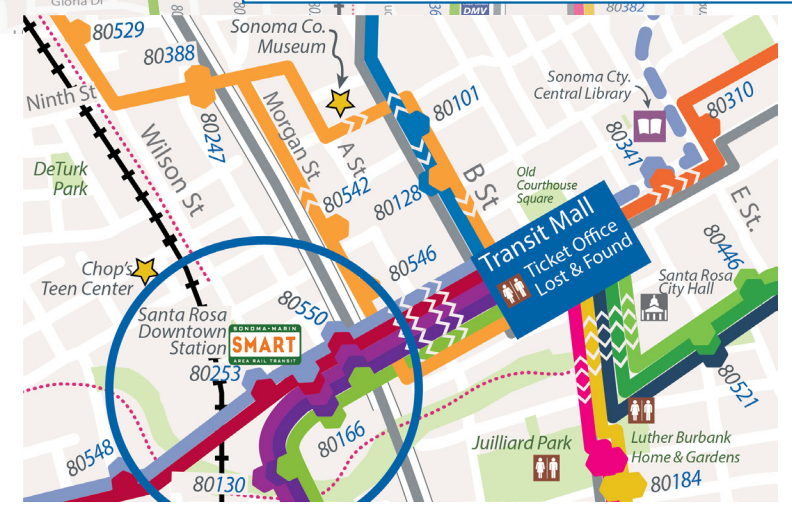 Gloria Dr
DMV
80382
80529
80388
Sonoma Co.
Museum
Ninth St
Wilson St
80247
Morgan St
A St
80101
Sonoma Cty.
Central Library
80310
80341
DeTurk
Park
80542
80128
B St
Old
Courthouse
Square
E St.
Transit Mall
Ticket Office
Lost & Found
80446
Chop's
Teen Center
80546
Santa Rosa
City Hall
80550
Santa Rosa
Downtown
Station
SONOMA-MARIN
SMART
AREA RAIL TRANSIT
80253
80521
80548
80166
80130
Juilliard Park
Luther Burbank
Home & Gardens
80184